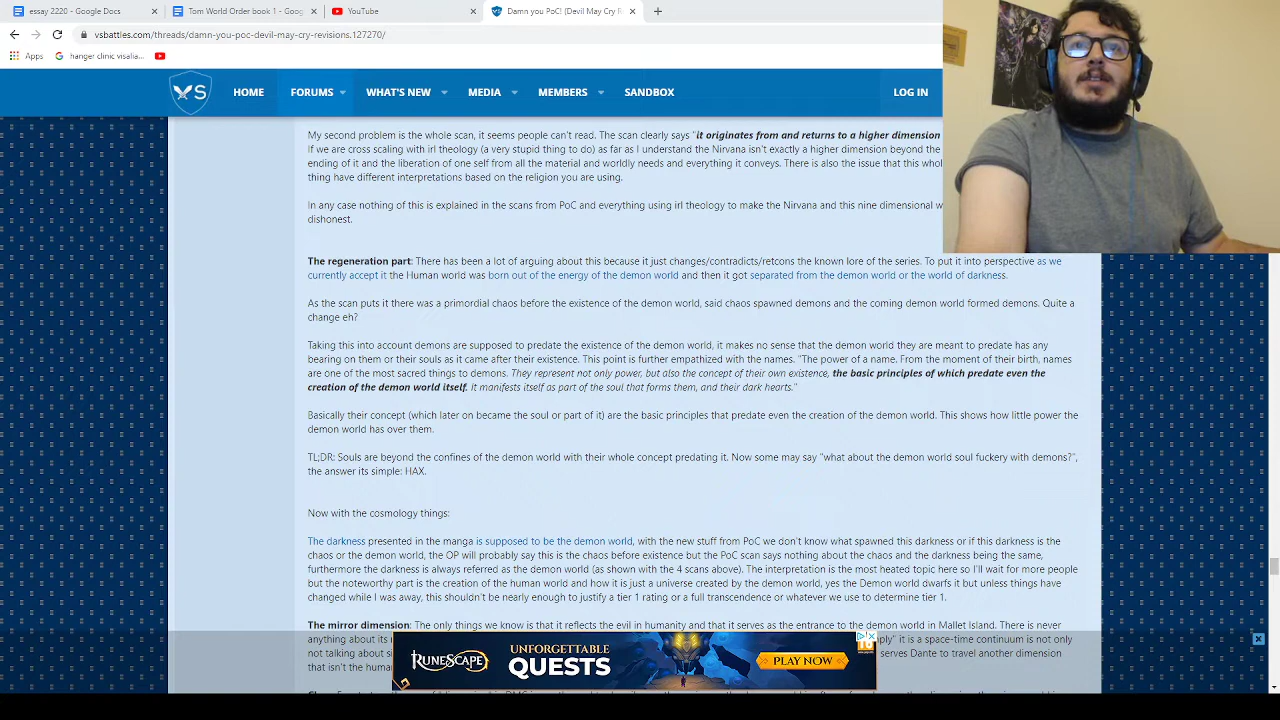 essay 2220 - Google Docs
Tom World Order book 1 - Goog
YouTube
Damn you PoC! (Devil May Cry R
vsbattles.com/threads/damn-you-poc-devil-may-cry-revisions.127270/
Apps
hanger clinic visalia...
VS
HOME
FORUMS
WHAT'S NEW
MEDIA
MEMBERS
SANDBOX
LOG IN
My second problem is the whole scan, it seems people can't read. The scan clearly says "it originates from and returns to a higher dimension
If we are cross scaling with irl theology (a very stupid thing to do) as far as I understand the Nirvana isn't exactly a higher dimension beyond the
ending of it and the liberation of one self from all the material and worldly needs and everything in conveys. There is also the issue that this whol
thing have different interpretations based on the religion you are using.
In any case nothing of this is explained in the scans from PoC and everything using irl theology to make the Nirvana and this nine dimensional w
dishonest.
The regeneration part: There has been a lot of arguing about this because it just changes/contradicts/retcons the known lore of the series. To put it into perspective as we
currently accept it the Human world was born out of the energy of the demon world and then it got separated from the demon world or the world of darkness.
As the scan puts it there was a primordial chaos before the existence of the demon world, said chaos spawned demons and the coming demon world formed demons. Quite a
change eh?
Taking this into account demons are supposed to predate the existence of the demon world, it makes no sense that the demon world they are meant to predate has any
bearing on them or their souls as it came after their existence. This point is further empathized with the names. "The power of a name. From the moment of their birth, names
are one of the most sacred things to demons. They represent not only power, but also the concept of their own existence, the basic principles of which predate even the
creation of the demon world itself. it manifests itself as part of the soul that forms them, and their dark hearts."
Basically their concept (which later on became the soul or part of it) are the basic principles that predate even the creation of the demon world. This shows how little power the
demon world has over them.
TL;DR: Souls are beyond the confines of the demon world with their whole concept predating it. Now some may say "what about the demon world soul fuckery with demons?",
the answer its simple: HAX.
Now with the cosmology things:
The darkness presented in the manga is supposed to be the demon world, with the new stuff from PoC we don't know what spawned this darkness or if this darkness is the
chaos or the demon world, the OP will probably say this is the chaos before existence but the PoC scan says nothing about the chaos and the darkness being the same,
furthermore the darkness is always referred as the demon world (as shown with the 4 scans above). The interpretation is the most heated topic here so I'll wait for more people
but the noteworthy part is the creation of the human world and how it is just a universe created by the demon world, yes the Demon world dwarfs it but unless things have
changed while I was away, this shouldn't be nearly enough to justify a tier 1 rating or a full transcendence or whatever we use to determine tier 1.
The mirror dimension: The only things we know is that it reflects the evil in humanity and that it serves as the entrance to the demon world in Mallet Island. There is never
anything about its it is a space-time continuum is not only
not talking about si serves Dante to travel another dimension
that isn't the huma
RUNESCAPE
UNFORGETTABLE
QUESTS
PLAY NOW